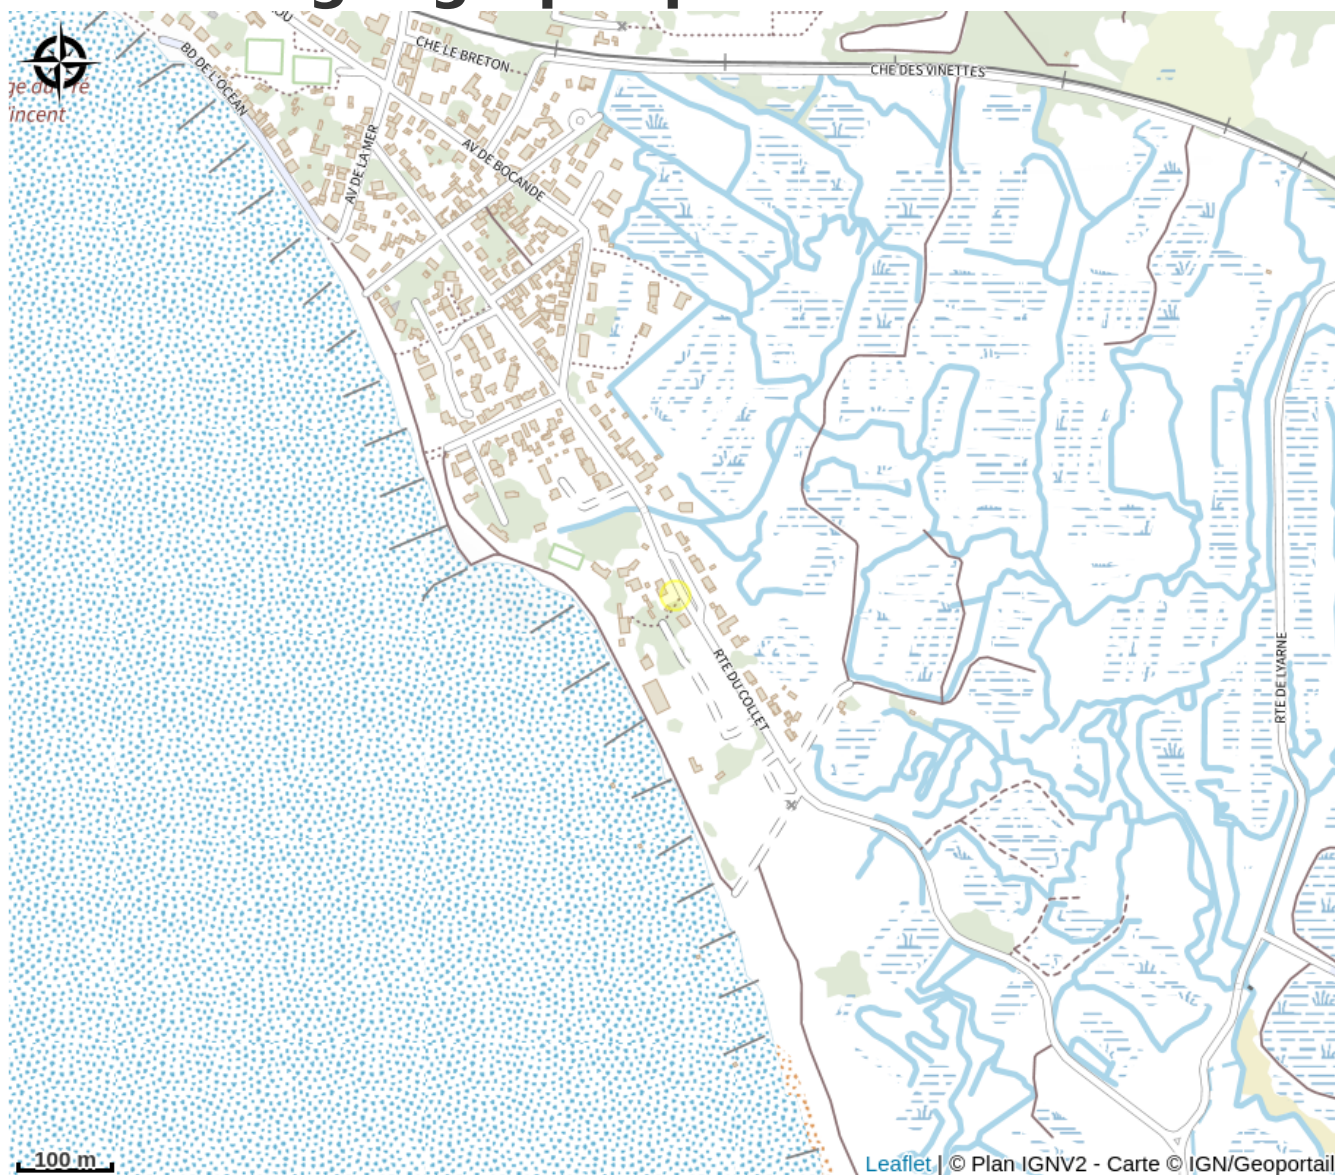 BD DE L'OCEAN
CHE LE BRETON
CHE DES VINETTES
incent
AV DE LA MER
AV DE BOCANDE
RTE DU COLLET
RTE DE LYARNE
100 m
Leaflet | © Plan IGNV2 - Carte © IGN/Geoportail